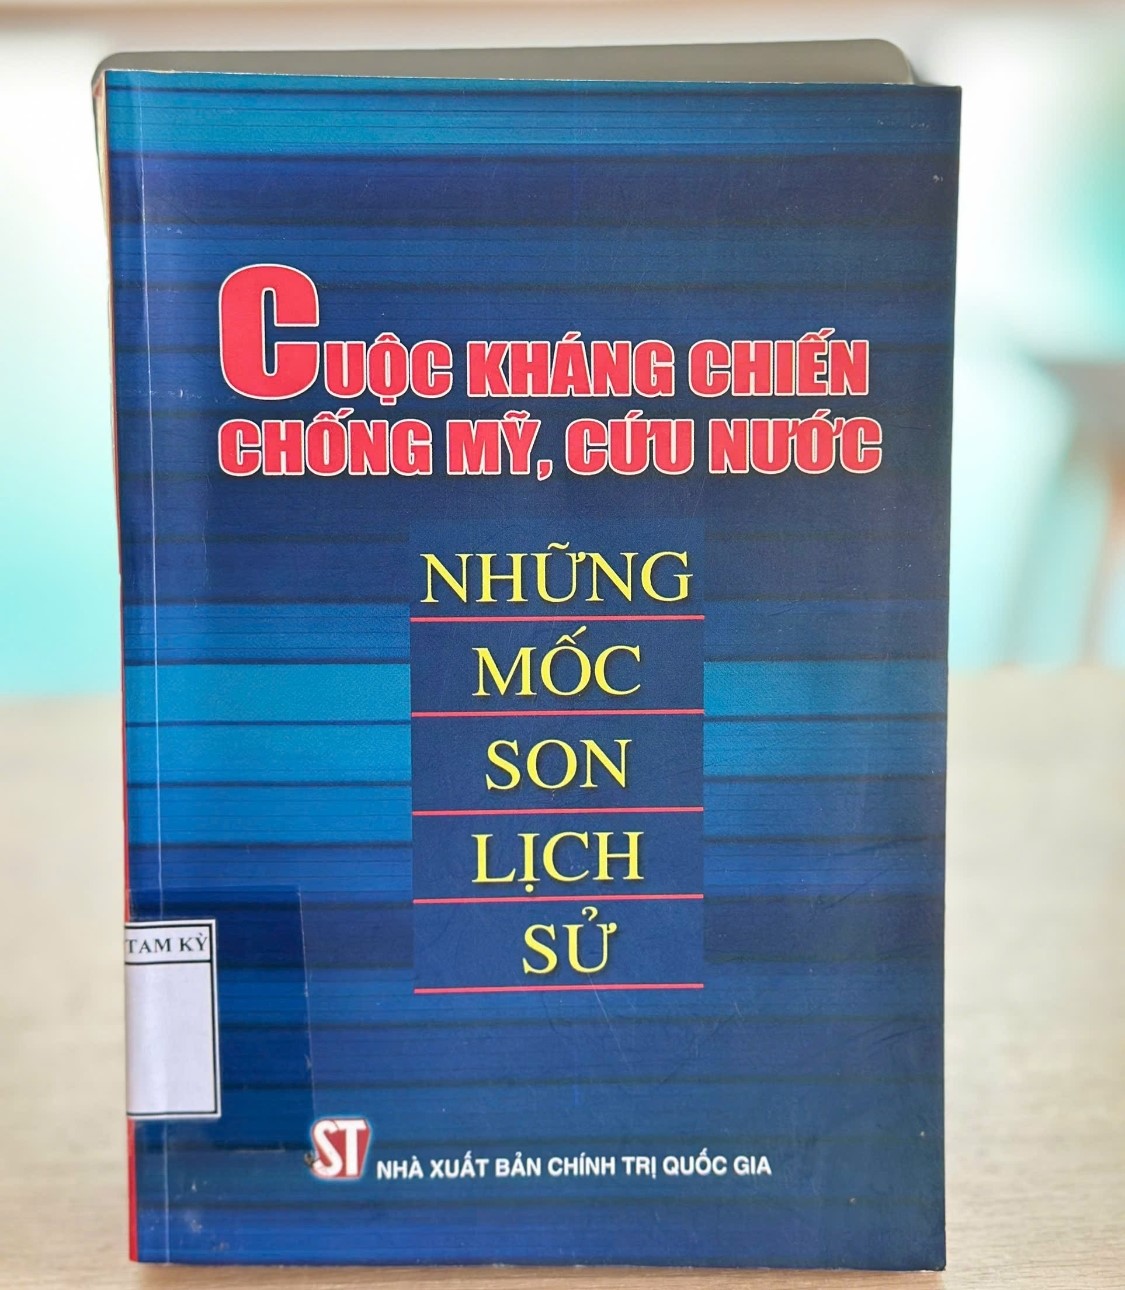 CUỘC KHÁNG CHIẾN
CHỐNG MỸ, CỨU NƯỚC
NHỮNG
MỐC
SON
LỊCH
SỬ
TAM KỲ
ST NHÀ XUẤT BẢN CHÍNH TRỊ QUỐC GIA